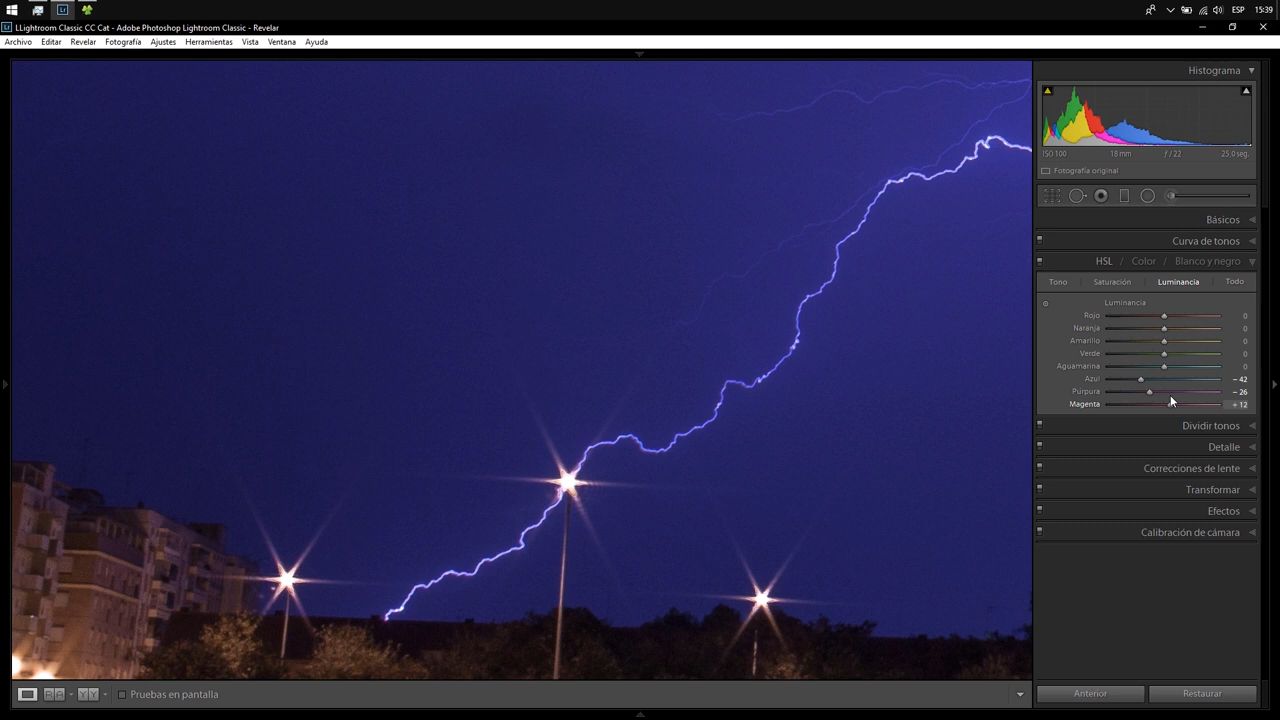 ESP 15:39
LLightroom Classic CC Cat - Adobe Photoshop Lightroom Classic - Revelar
Archivo Editar Revelar Fotografía Ajustes Herramientas Vista Ventana Ayuda
Histograma
ISO 100 18 mm ƒ / 22 25,0 seg.
Fotografía original
Básicos
Curva de tonos
HSL / Color / Blanco y negro
Tono Saturación Luminancia Todo
Luminancia
Rojo 0
Naranja 0
Amarillo 0
Verde 0
Aguamarina 0
Azul - 42
Púrpura - 26
Magenta + 12
Dividir tonos
Detalle
Correcciones de lente
Transformar
Efectos
Calibración de cámara
R A Y Y Pruebas en pantalla
Anterior Restaurar